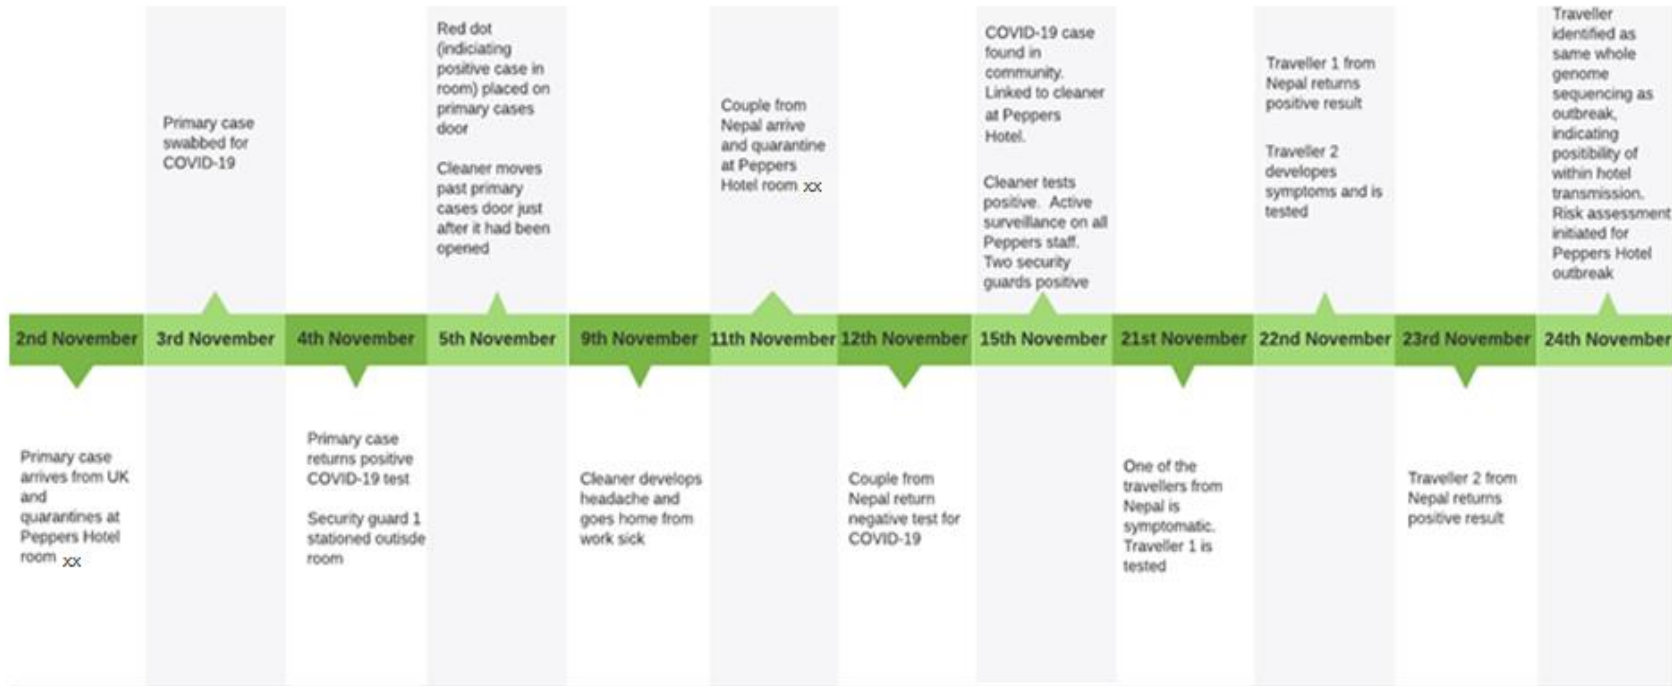 2nd November
Primary case
arrives from UK
and
quarantines at
Peppers Hotel
room xx
3rd November
Primary case
swabbed for
COVID-19
4th November
Primary case
returns positive
COVID-19 test
Security guard 1
stationed outisde
room
5th November
Red dot
(indiciating
positive case in
room) placed on
primary cases
door
Cleaner moves
past primary
cases door just
after it had been
opened
9th November
Cleaner develops
headache and
goes home from
work sick
11th November
Couple from
Nepal arrive
and quarantine
at Peppers
Hotel room xx
12th November
Couple from
Nepal return
negative test for
COVID-19
15th November
COVID-19 case
found in
community.
Linked to cleaner
at Peppers
Hotel.
Cleaner tests
positive. Active
surveillance on all
Peppers staff.
Two security
guards positive
21st November
One of the
travellers from
Nepal is
symptomatic.
Traveller 1 is
tested
22nd November
Traveller 1 from
Nepal returns
positive result
Traveller 2
developes
symptoms and is
tested
23rd November
Traveller 2 from
Nepal returns
positive result
24th November
Traveller
identified as
same whole
genome
sequencing as
outbreak,
indicating
positibility of
within hotel
transmission.
Risk assessment
initiated for
Peppers Hotel
outbreak